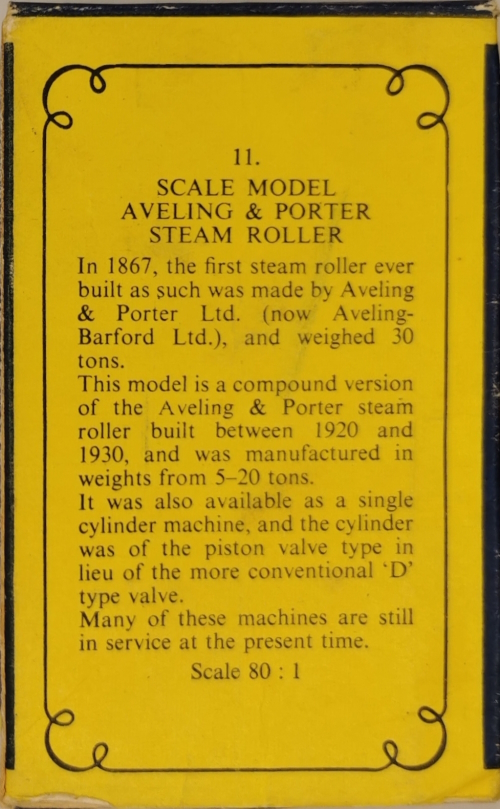 11.
SCALE MODEL
AVELING & PORTER
STEAM ROLLER
In 1867, the first steam roller ever
built as such was made by Aveling
& Porter Ltd. (now Aveling-
Barford Ltd.), and weighed 30
tons.
This model is a compound version
of the Aveling & Porter steam
roller built between 1920 and
1930, and was manufactured in
weights from 5–20 tons.
It was also available as a single
cylinder machine, and the cylinder
was of the piston valve type in
lieu of the more conventional ‘D’
type valve.
Many of these machines are still
in service at the present time.
Scale 80 : 1